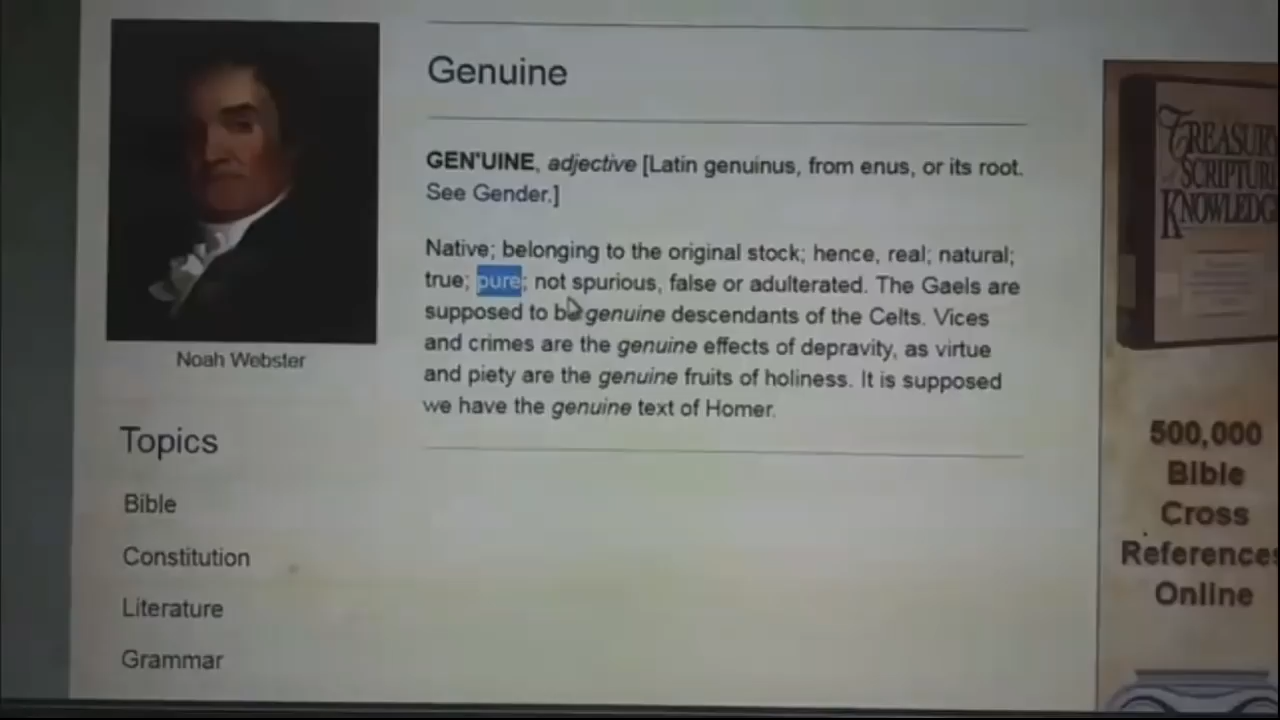 Genuine
GEN'UINE, adjective [Latin genuinus, from enus, or its root.
See Gender.]
Native; belonging to the original stock; hence, real; natural;
true; pure; not spurious, false or adulterated. The Gaels are
supposed to be genuine descendants of the Celts. Vices
and crimes are the genuine effects of depravity, as virtue
and piety are the genuine fruits of holiness. It is supposed
we have the genuine text of Homer.
Noah Webster
Topics
Bible
Constitution
Literature
Grammar
TREASURY
of SCRIPTURE
KNOWLEDGE
500,000
Bible
Cross
References
Online